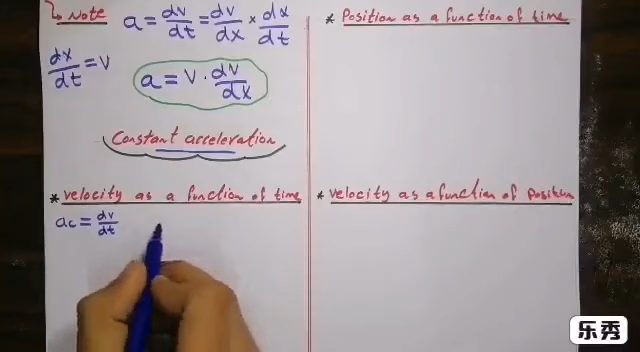 Note
a = dv/dt = dv/dx × dx/dt
dx/dt = v
a = v · dv/dx
Constant acceleration
* velocity as a function of time
ac = dv/dt
* Position as a function of time
* velocity as a function of position
乐秀